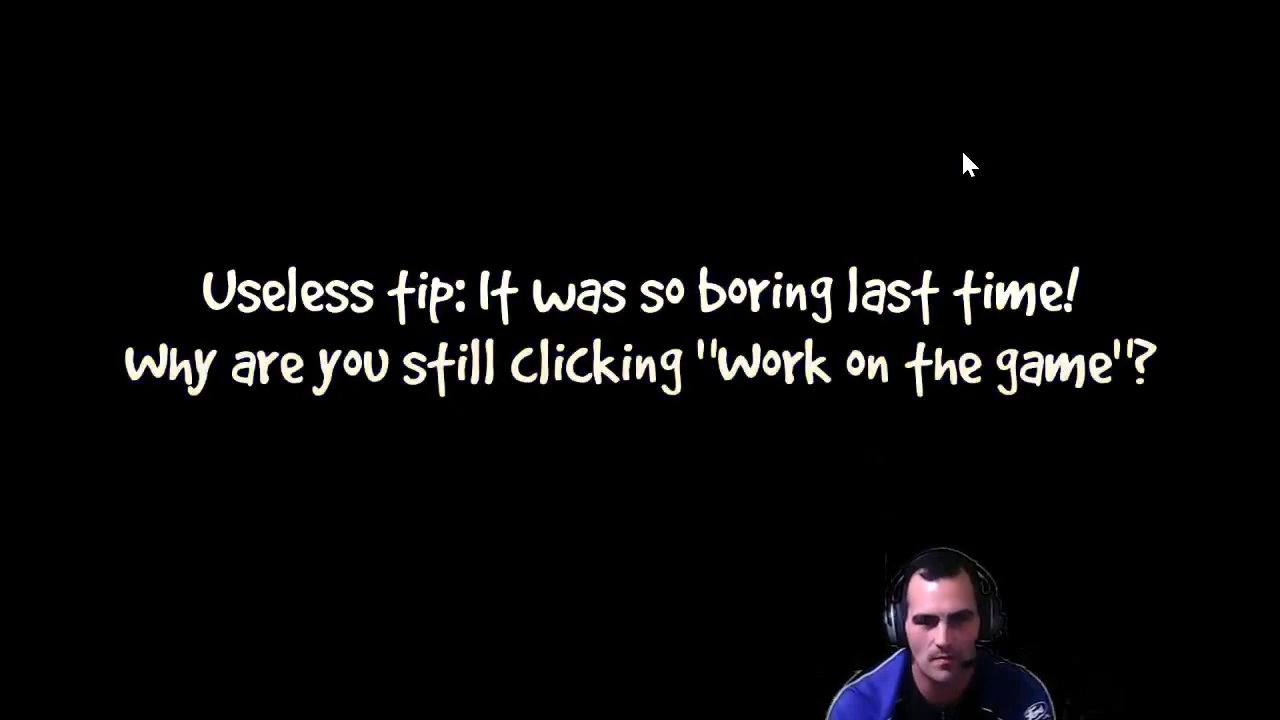 Useless tip: It was so boring last time!
Why are you still clicking "Work on the game"?